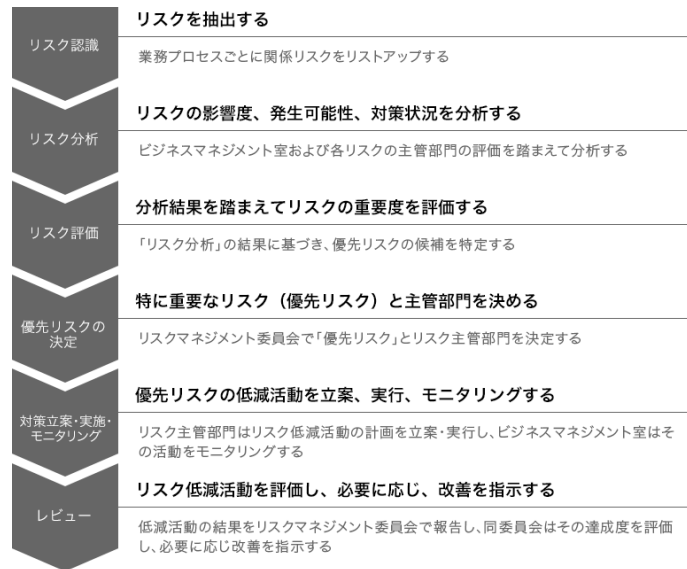 リスク認識
リスクを抽出する
業務プロセスごとに関係リスクをリストアップする
リスク分析
リスクの影響度、発生可能性、対策状況を分析する
ビジネスマネジメント室および各リスクの主管部門の評価を踏まえて分析する
リスク評価
分析結果を踏まえてリスクの重要度を評価する
「リスク分析」の結果に基づき、優先リスクの候補を特定する
優先リスクの
決定
特に重要なリスク（優先リスク）と主管部門を決める
リスクマネジメント委員会で「優先リスク」とリスク主管部門を決定する
対策立案・実施・
モニタリング
優先リスクの低減活動を立案、実行、モニタリングする
リスク主管部門はリスク低減活動の計画を立案・実行し、ビジネスマネジメント室はそ
の活動をモニタリングする
レビュー
リスク低減活動を評価し、必要に応じ、改善を指示する
低減活動の結果をリスクマネジメント委員会で報告し、同委員会はその達成度を評価
し、必要に応じ改善を指示する